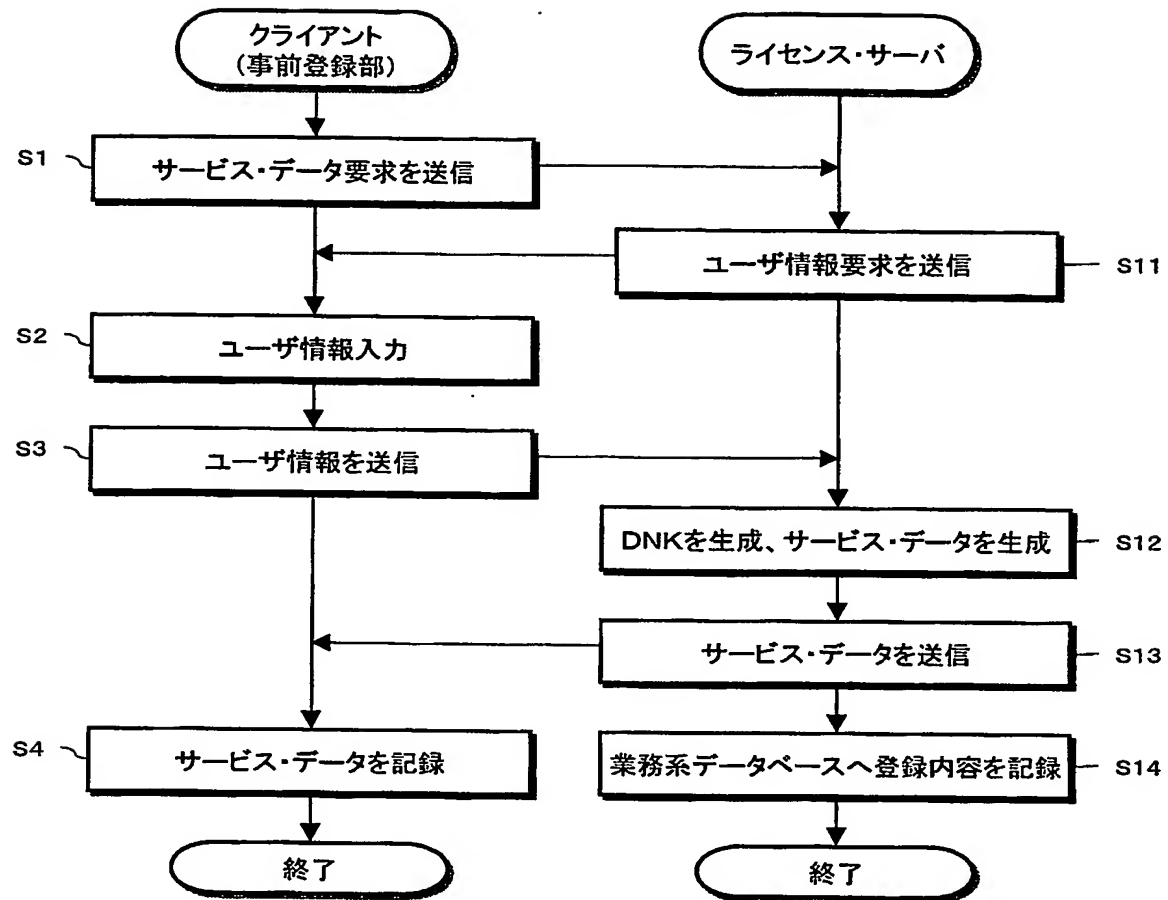 クライアント
(事前登録部)
ライセンス・サーバ
S1
サービス・データ要求を送信
ユーザ情報要求を送信
S11
S2
ユーザ情報入力
S3
ユーザ情報を送信
DNKを生成、サービス・データを生成
S12
サービス・データを送信
S13
S4
サービス・データを記録
業務系データベースへ登録内容を記録
S14
終了
終了